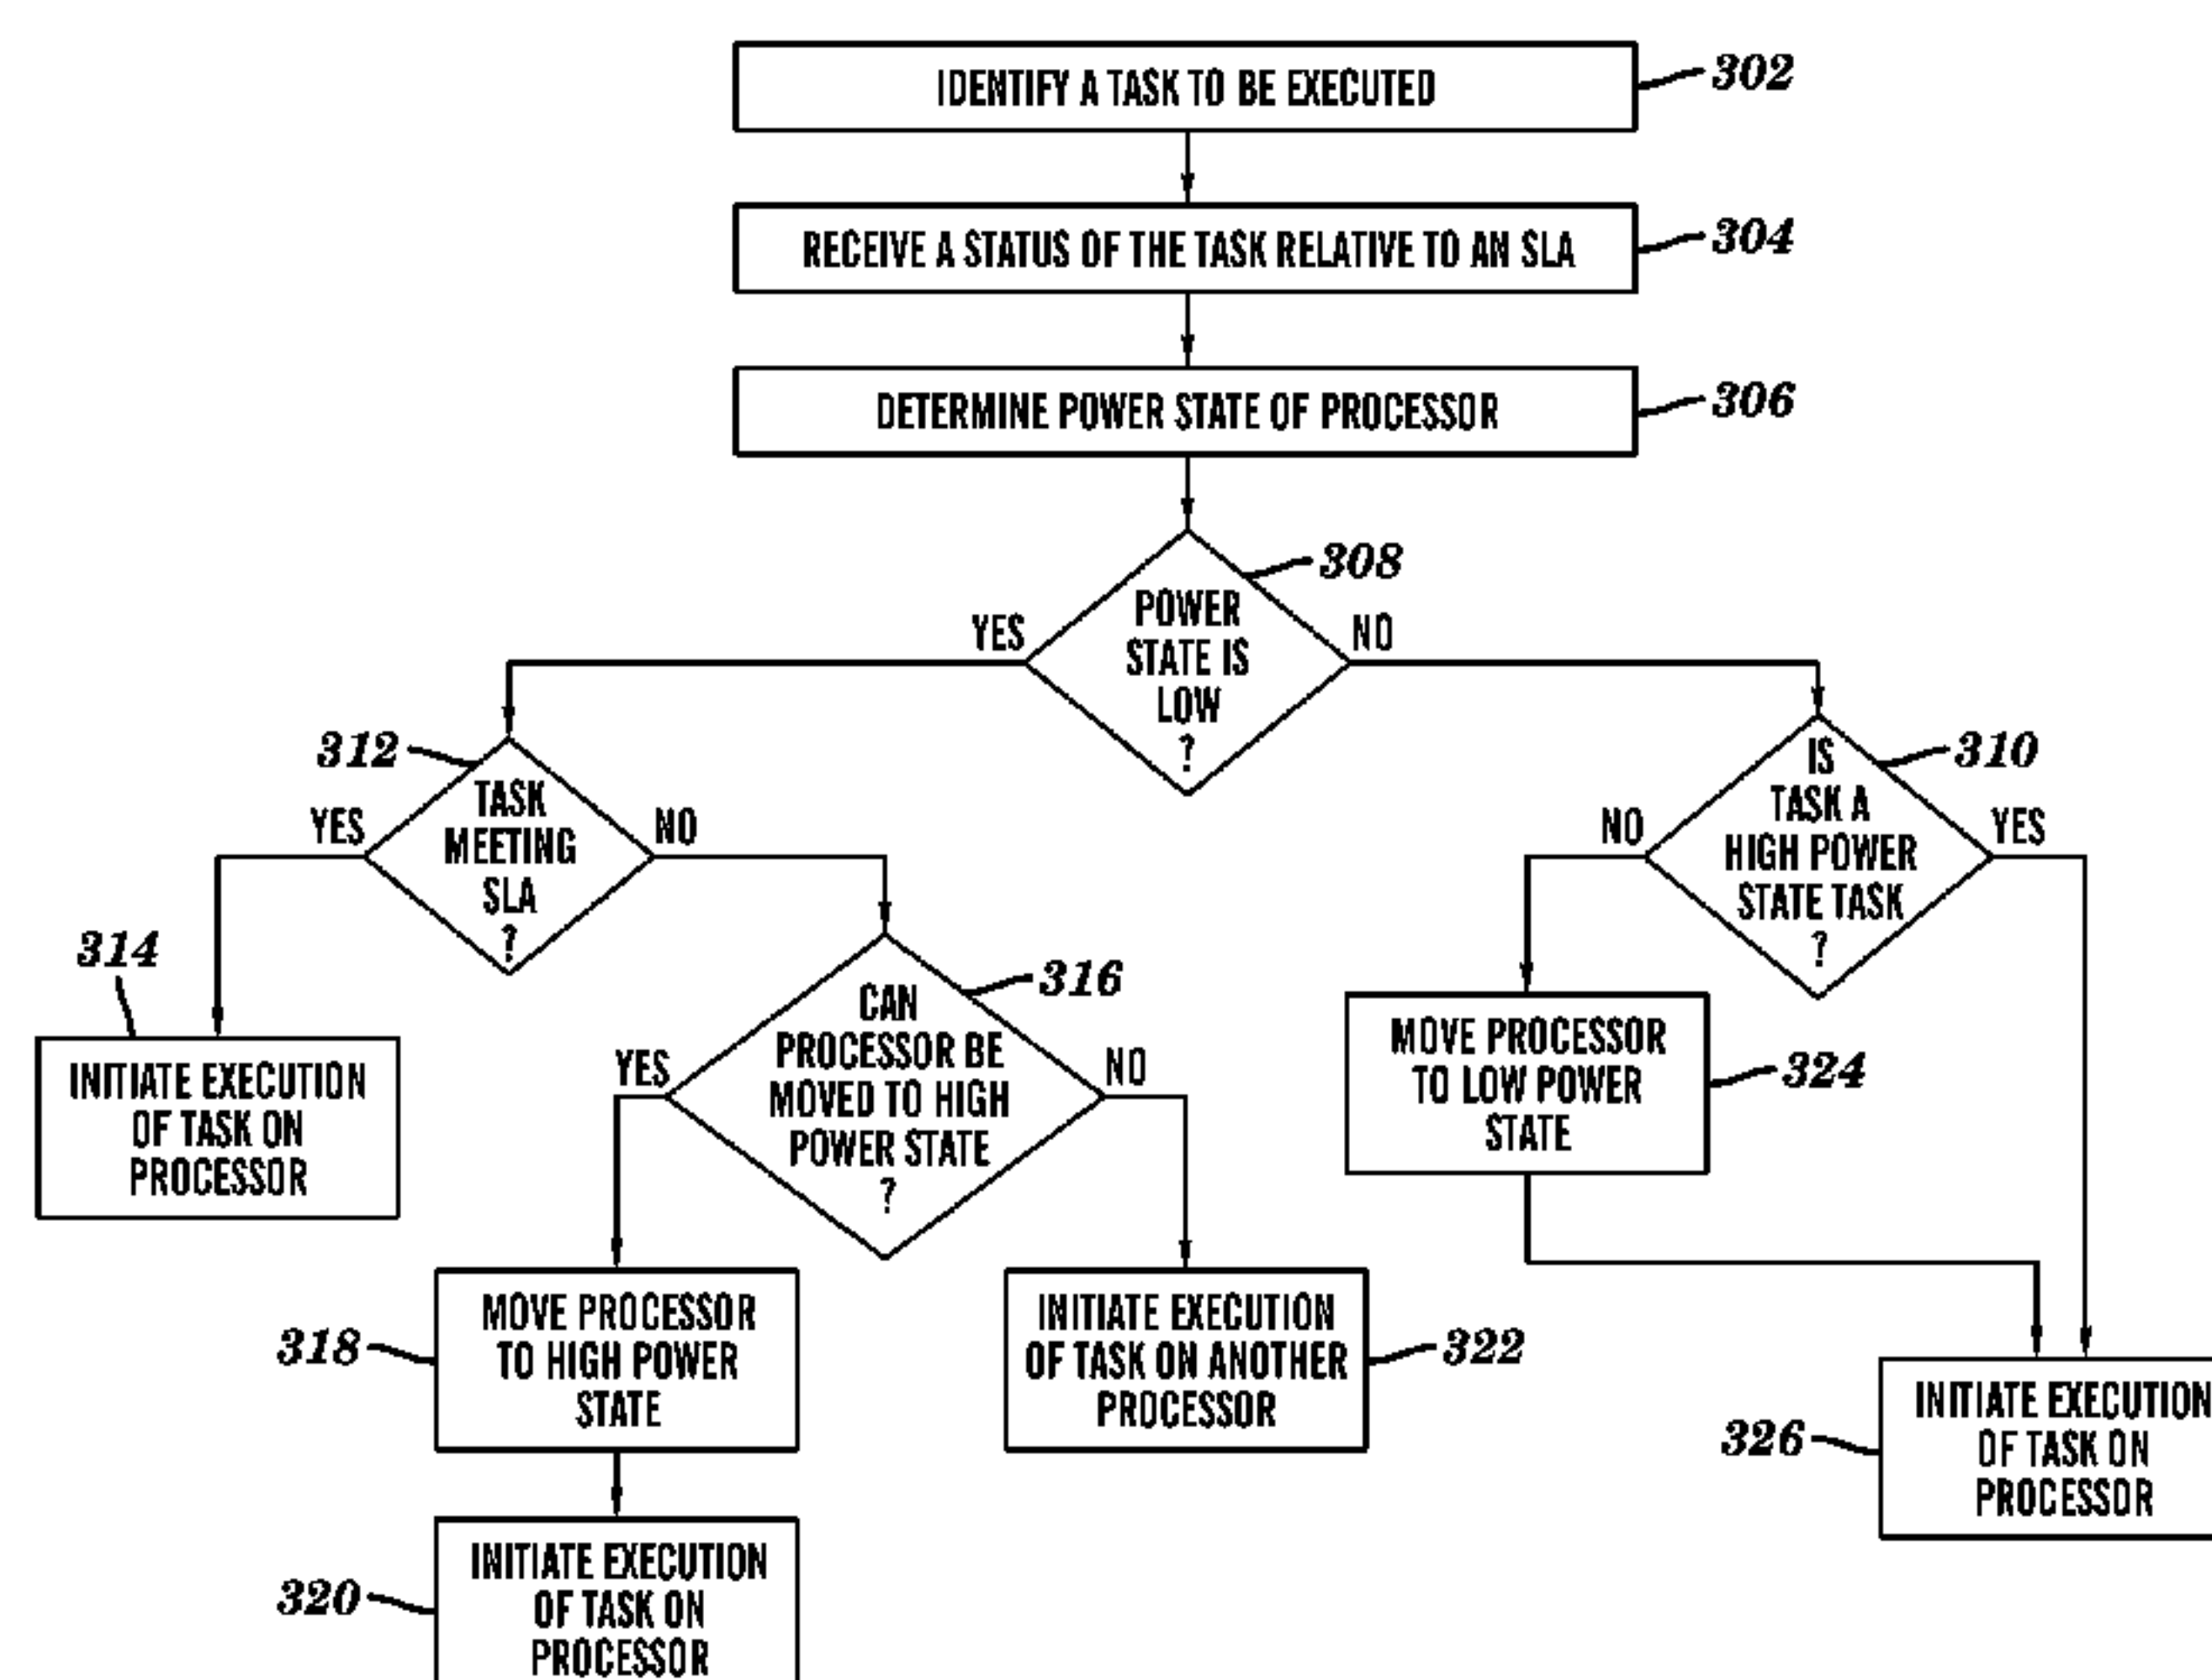 IDENTIFY A TASK TO BE EXECUTED
302
RECEIVE A STATUS OF THE TASK RELATIVE TO AN SLA
304
DETERMINE POWER STATE OF PROCESSOR
306
308
POWER
STATE IS
LOW
?
YES
NO
312
TASK
MEETING
SLA
?
YES
NO
310
IS
TASK A
HIGH POWER
STATE TASK
?
NO
YES
314
INITIATE EXECUTION
OF TASK ON
PROCESSOR
316
CAN
PROCESSOR BE
MOVED TO HIGH
POWER STATE
?
YES
NO
MOVE PROCESSOR
TO LOW POWER
STATE
324
318
MOVE PROCESSOR
TO HIGH POWER
STATE
INITIATE EXECUTION
OF TASK ON ANOTHER
PROCESSOR
322
326
INITIATE EXECUTION
OF TASK ON
PROCESSOR
320
INITIATE EXECUTION
OF TASK ON
PROCESSOR